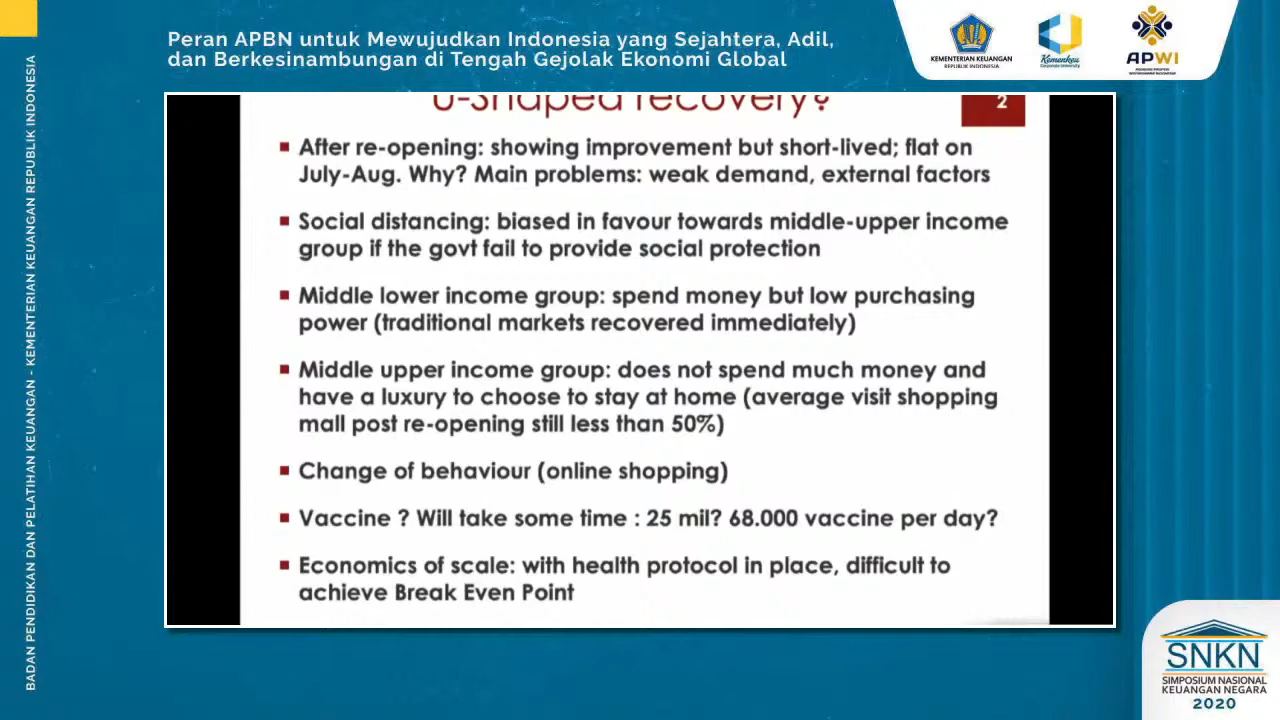 Peran APBN untuk Mewujudkan Indonesia yang Sejahtera, Adil,
dan Berkesinambungan di Tengah Gejolak Ekonomi Global
KEMENTERIAN KEUANGAN
REPUBLIK INDONESIA
Kemenkeu
Corporate University
APWI
BADAN PENDIDIKAN DAN PELATIHAN KEUANGAN - KEMENTERIAN KEUANGAN REPUBLIK INDONESIA
U-Shaped recovery?
2
After re-opening: showing improvement but short-lived; flat on
July-Aug. Why? Main problems: weak demand, external factors
Social distancing: biased in favour towards middle-upper income
group if the govt fail to provide social protection
Middle lower income group: spend money but low purchasing
power (traditional markets recovered immediately)
Middle upper income group: does not spend much money and
have a luxury to choose to stay at home (average visit shopping
mall post re-opening still less than 50%)
Change of behaviour (online shopping)
Vaccine ? Will take some time : 25 mil? 68.000 vaccine per day?
Economics of scale: with health protocol in place, difficult to
achieve Break Even Point
SNKN
SIMPOSIUM NASIONAL
KEUANGAN NEGARA
2020